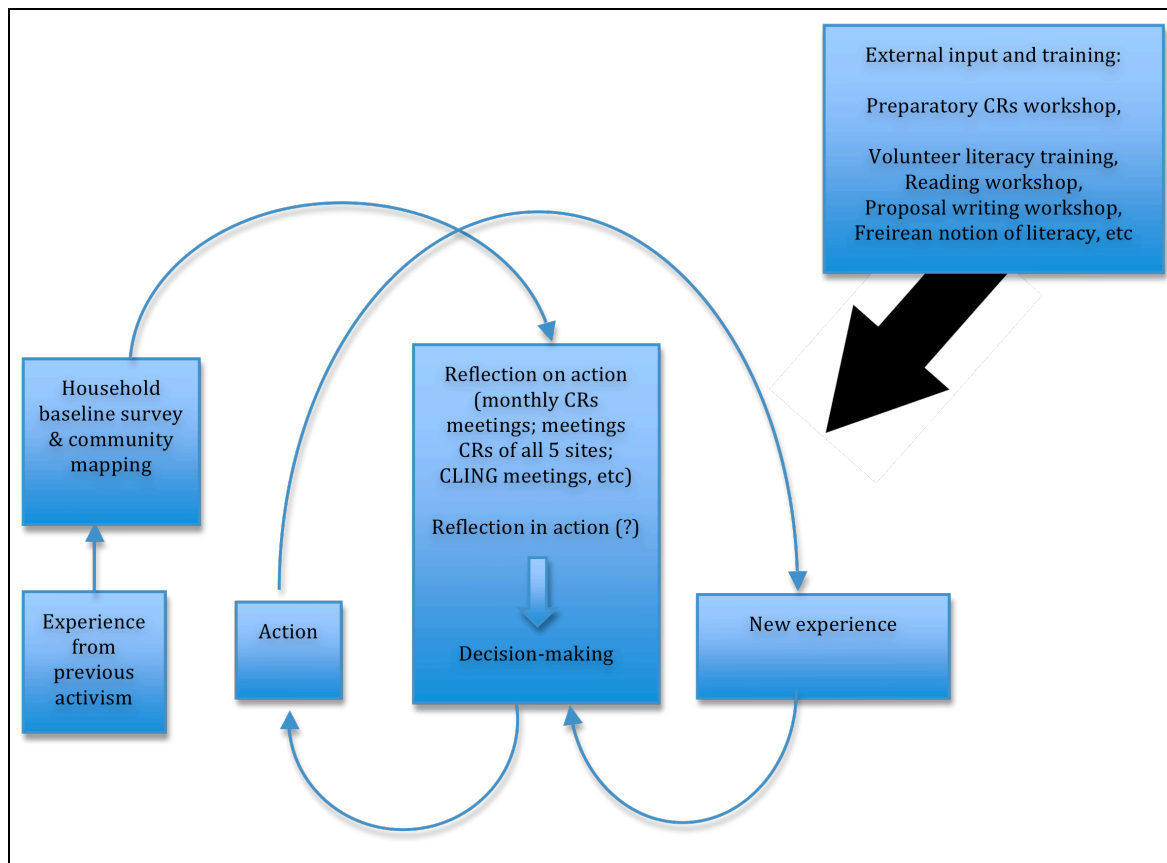 External input and training:
Preparatory CRs workshop,
Volunteer literacy training,
Reading workshop,
Proposal writing workshop,
Freirean notion of literacy, etc
Household
baseline survey
& community
mapping
Reflection on action
(monthly CRs
meetings; meetings
CRs of all 5 sites;
CLING meetings, etc)
Reflection in action (?)
Decision-making
Experience
from
previous
activism
Action
New experience